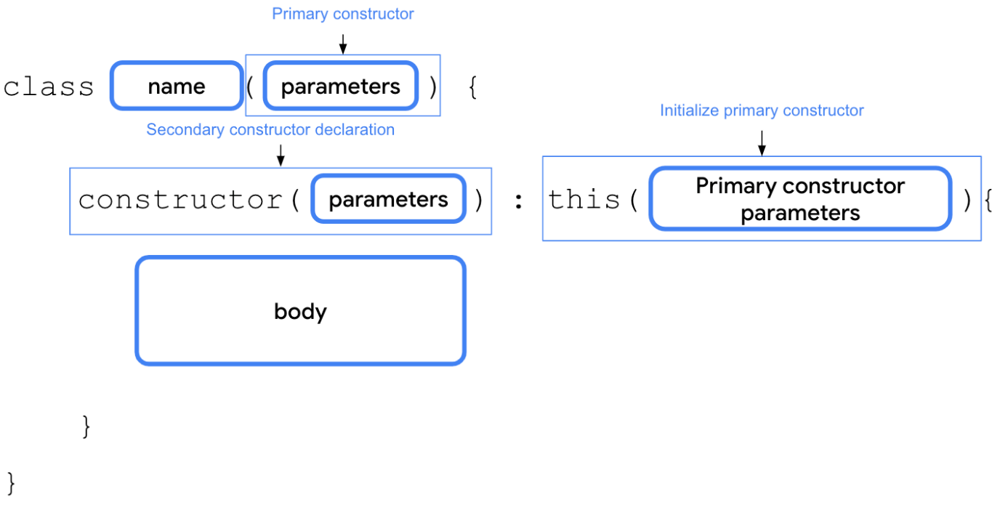 Primary constructor
class name ( parameters ) {
Initialize primary constructor
Secondary constructor declaration
constructor( parameters ) : this( Primary constructor
parameters ){
body
}
}